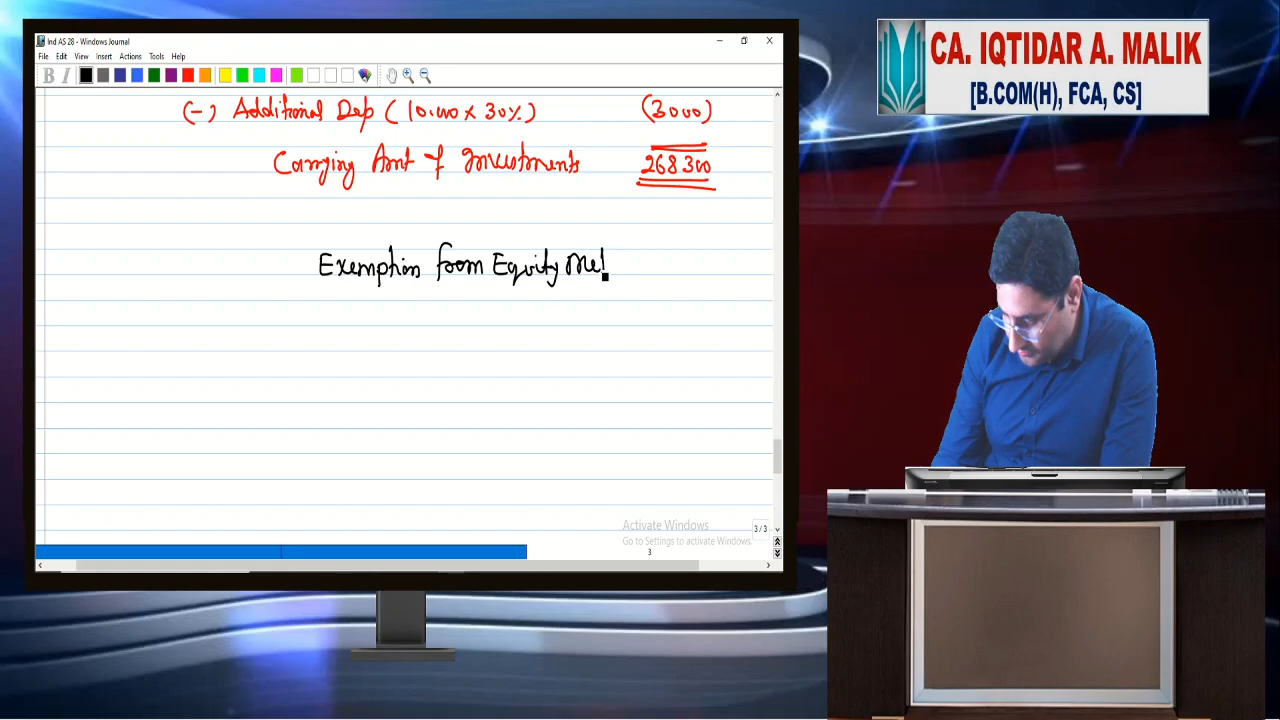 Ind AS 28 - Windows Journal
File Edit View Insert Actions Tools Help
B I
(-) Additional Dep (10,000 x 30%) (3000)
Carrying Amt of Investments 268300
Exemption from Equity Met
Activate Windows
Go to Settings to activate Windows.
3 / 3
3
CA. IQTIDAR A. MALIK
[B.COM(H), FCA, CS]